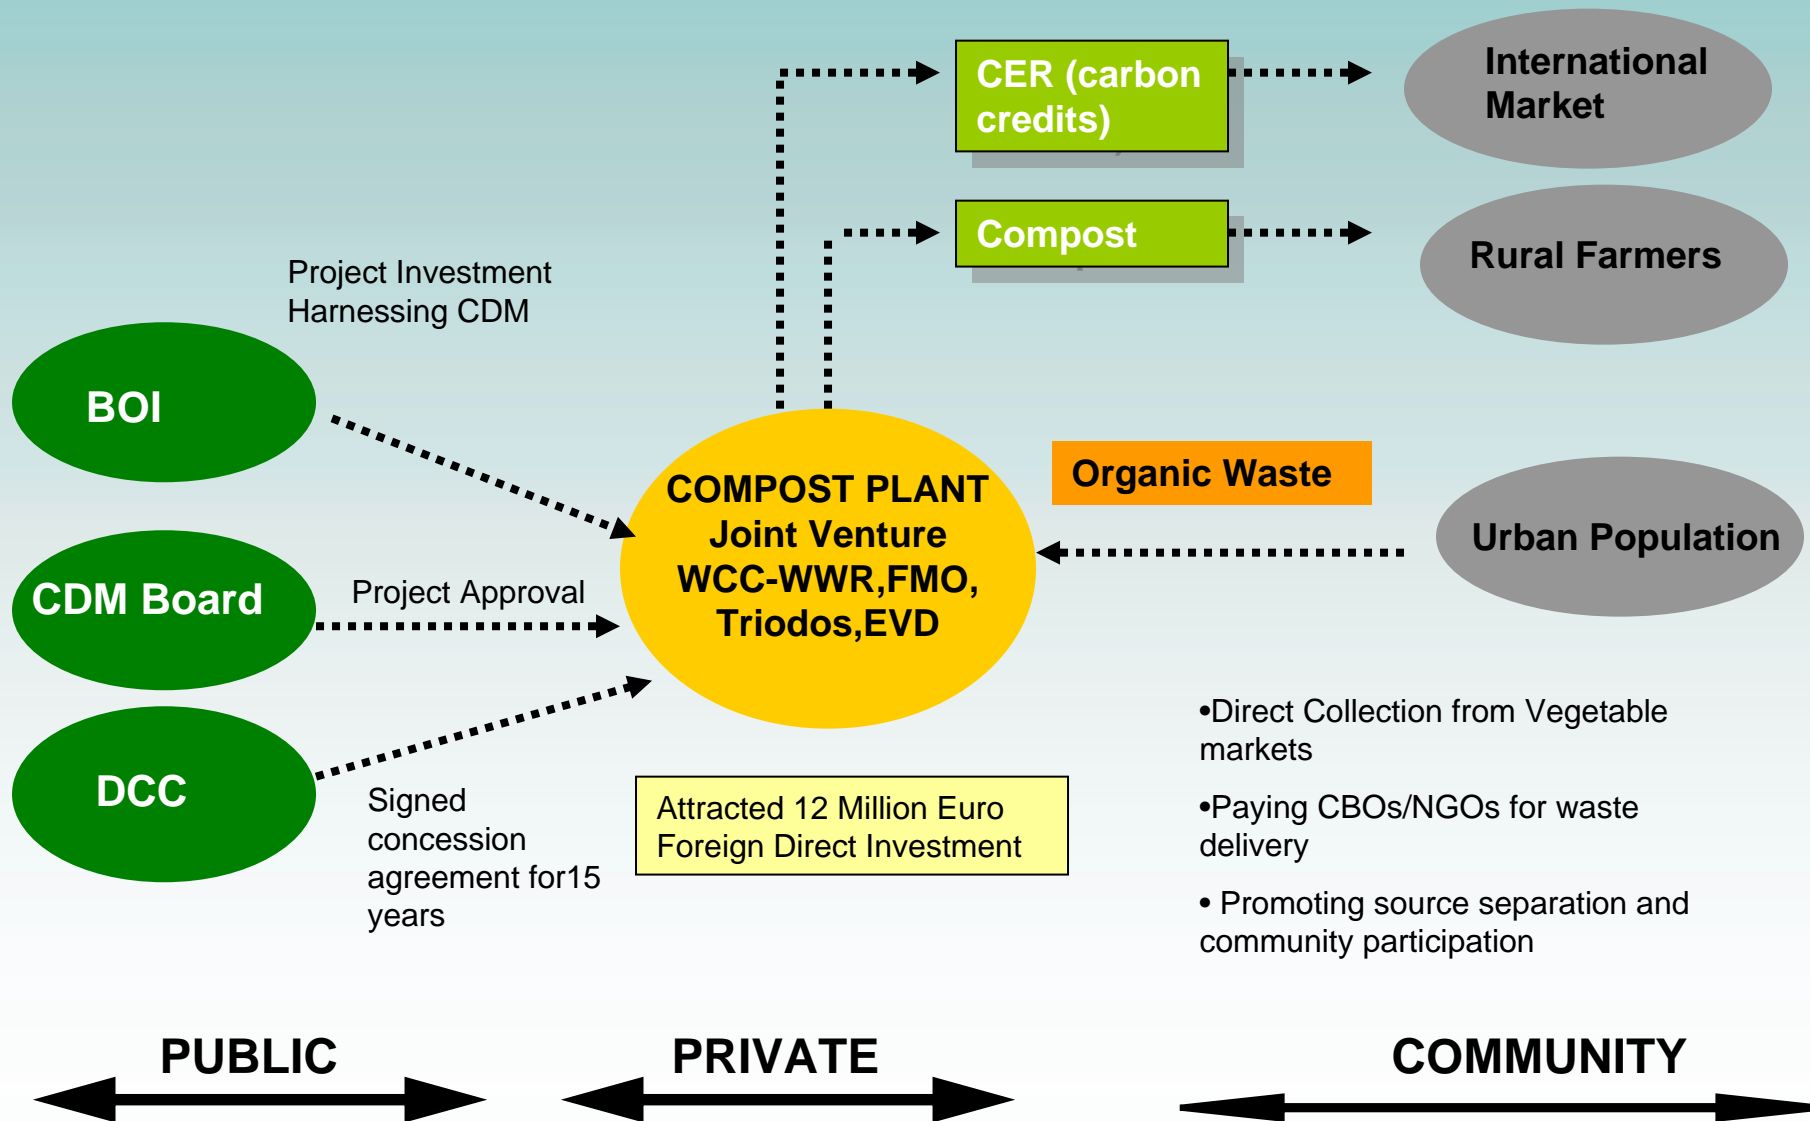 CER (carbon
credits)
International
Market
Compost
Rural Farmers
Project Investment
Harnessing CDM
BOI
CDM Board
Project Approval
DCC
Signed
concession
agreement for15
years
COMPOST PLANT
Joint Venture
WCC-WWR,FMO,
Triodos,EVD
Attracted 12 Million Euro
Foreign Direct Investment
Organic Waste
Urban Population
•Direct Collection from Vegetable
markets
•Paying CBOs/NGOs for waste
delivery
• Promoting source separation and
community participation
PUBLIC
PRIVATE
COMMUNITY